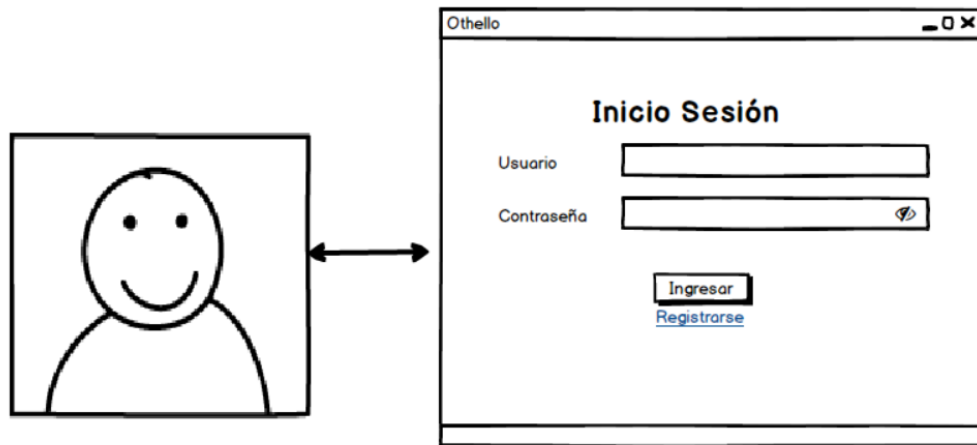 Othello
Inicio Sesión
Usuario
Contraseña
Ingresar
Registrarse